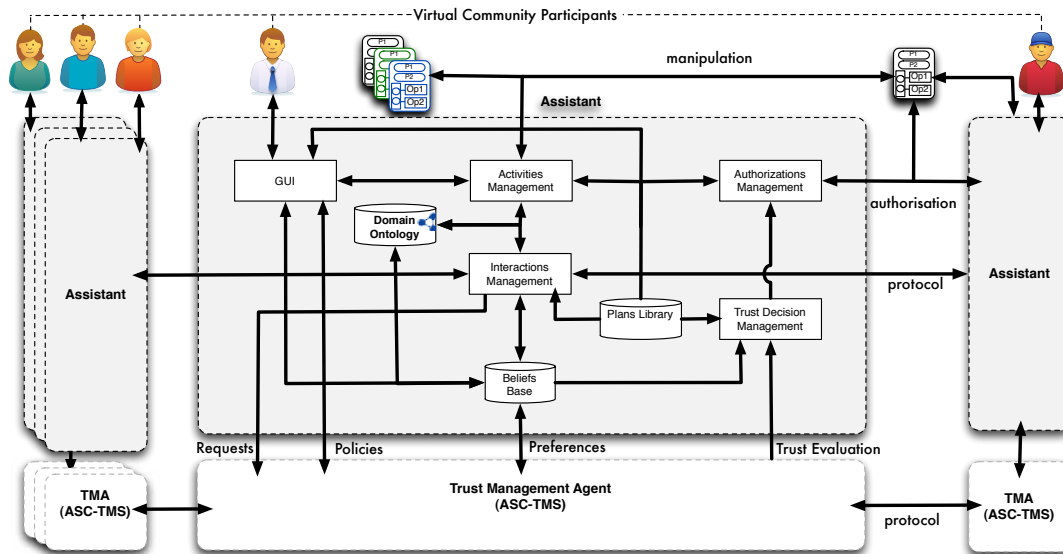 Virtual Community Participants
P1
P1
P1
P2
Op1
Op2
manipulation
P1
P2
Op1
Op2
Assistant
GUI
Activities
Management
Authorizations
Management
authorisation
Domain
Ontology
Assistant
Interactions
Management
protocol
Assistant
Plans Library
Trust Decision
Management
Beliefs
Base
Requests
Policies
Preferences
Trust Evaluation
TMA
(ASC-TMS)
Trust Management Agent
(ASC-TMS)
protocol
TMA
(ASC-TMS)